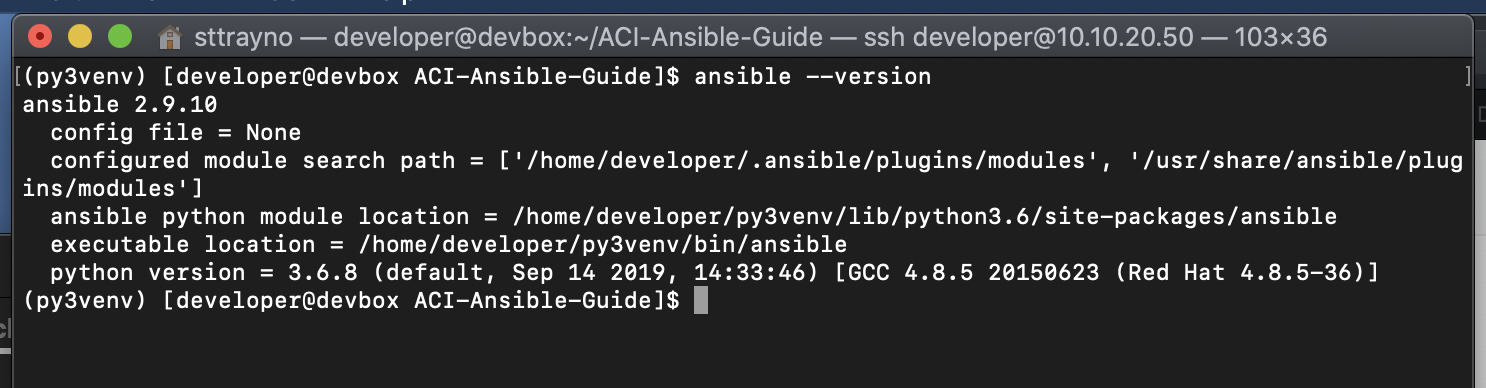 sttrayno — developer@devbox:~/ACI-Ansible-Guide — ssh developer@10.10.20.50 — 103×36
[(py3venv) [developer@devbox ACI-Ansible-Guide]$ ansible --version ]
ansible 2.9.10
  config file = None
  configured module search path = ['/home/developer/.ansible/plugins/modules', '/usr/share/ansible/plug
ins/modules']
  ansible python module location = /home/developer/py3venv/lib/python3.6/site-packages/ansible
  executable location = /home/developer/py3venv/bin/ansible
  python version = 3.6.8 (default, Sep 14 2019, 14:33:46) [GCC 4.8.5 20150623 (Red Hat 4.8.5-36)]
(py3venv) [developer@devbox ACI-Ansible-Guide]$